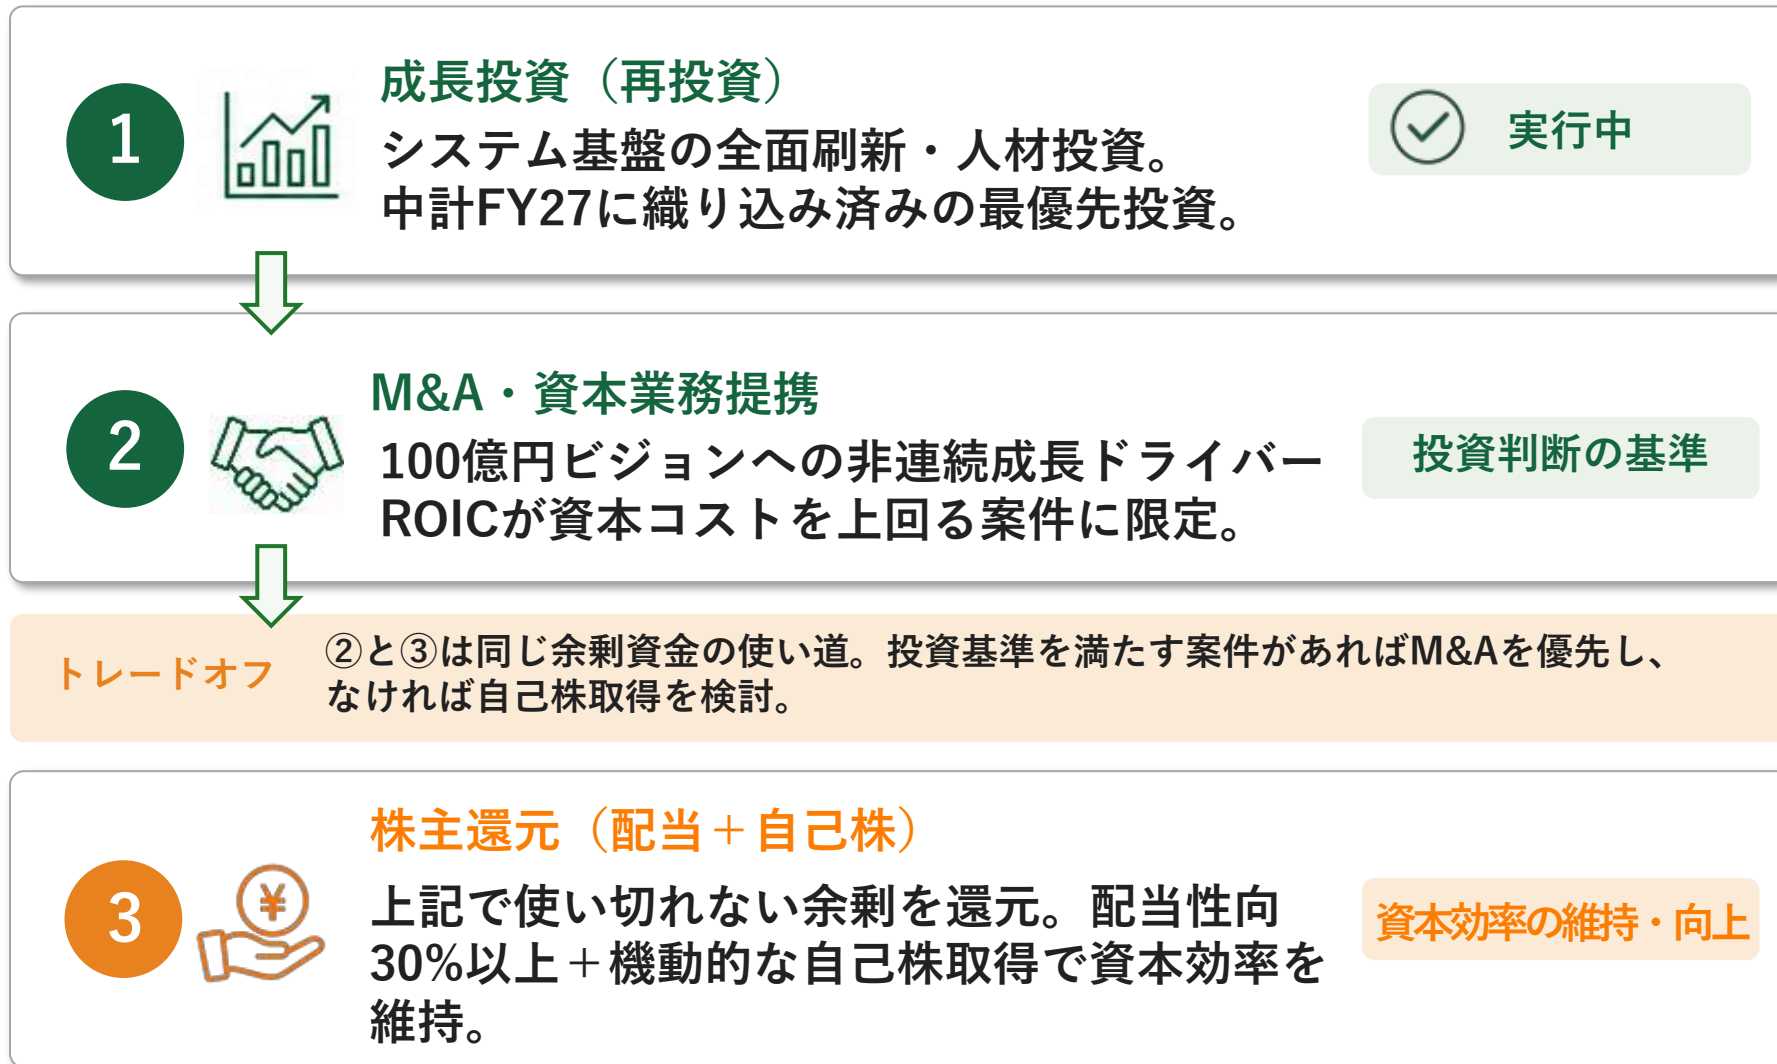 成長投資（再投資）
1
システム基盤の全面刷新・人材投資。
中計FY27に織り込み済みの最優先投資。
実行中
M&A・資本業務提携
2
100億円ビジョンへの非連続成長ドライバー
ROICが資本コストを上回る案件に限定。
投資判断の基準
トレードオフ
②と③は同じ余剰資金の使い道。投資基準を満たす案件があればM&Aを優先し、
なければ自己株取得を検討。
株主還元（配当＋自己株）
3
¥
上記で使い切れない余剰を還元。配当性向
30%以上＋機動的な自己株取得で資本効率を
維持。
資本効率の維持・向上